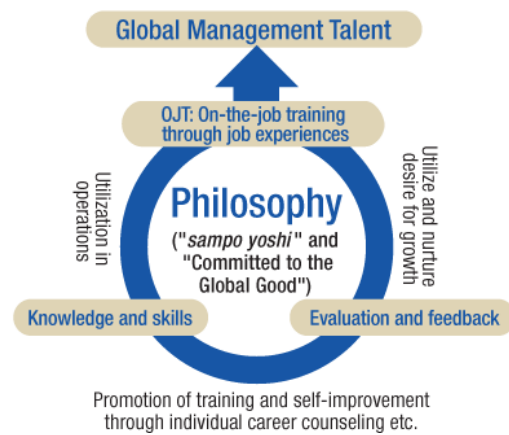 Global Management Talent
OJT: On-the-job training
through job experiences
Utilization in
operations
Utilize and nurture
desire for growth
Philosophy
("sampo yoshi" and
"Committed to the
Global Good")
Knowledge and skills
Evaluation and feedback
Promotion of training and self-improvement
through individual career counseling etc.